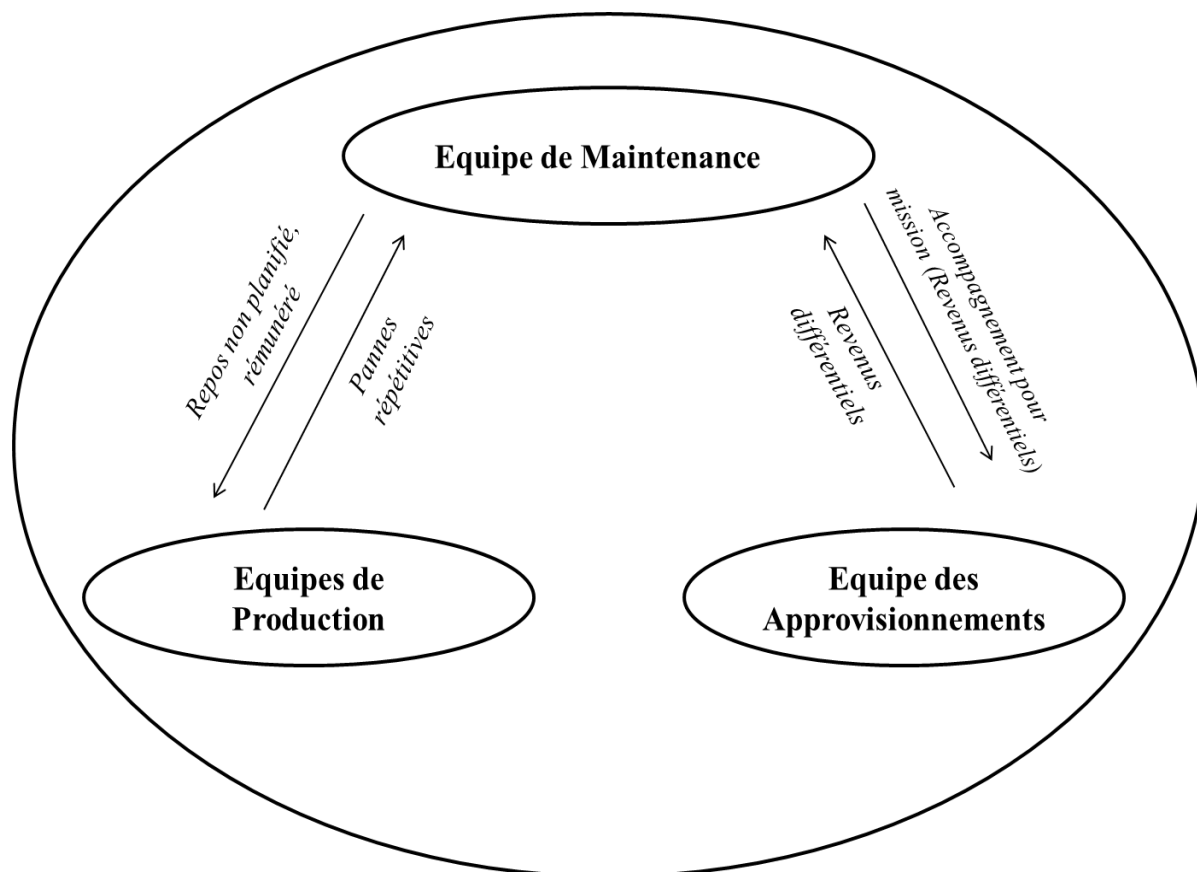 Equipe de Maintenance
Repos non planifié,
rémunéré
Pannes
répétitives
Revenus
différentiels
Accompagnement pour
mission (Revenus différentiels)
Equipes de
Production
Equipe des
Approvisionnements